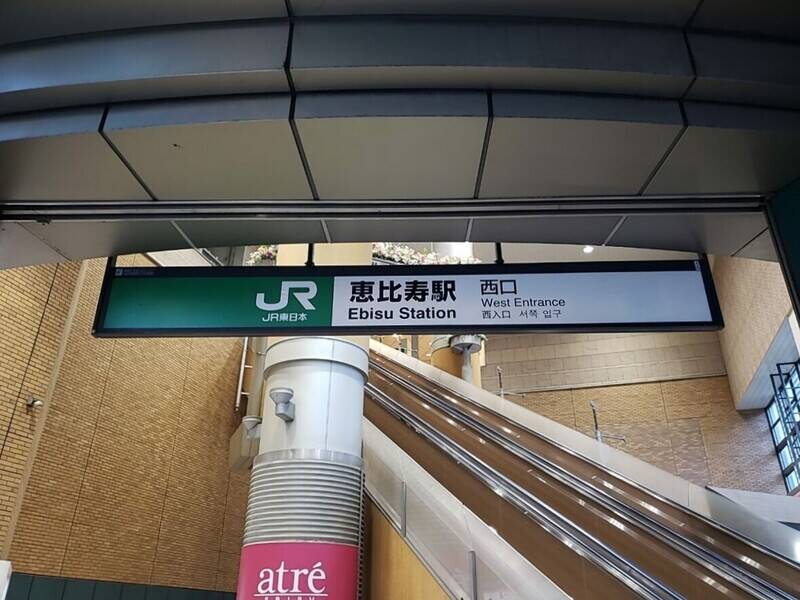 JR
JR東日本
恵比寿駅
Ebisu Station
西口
West Entrance
西入口 서쪽 입구
atré
EBISU